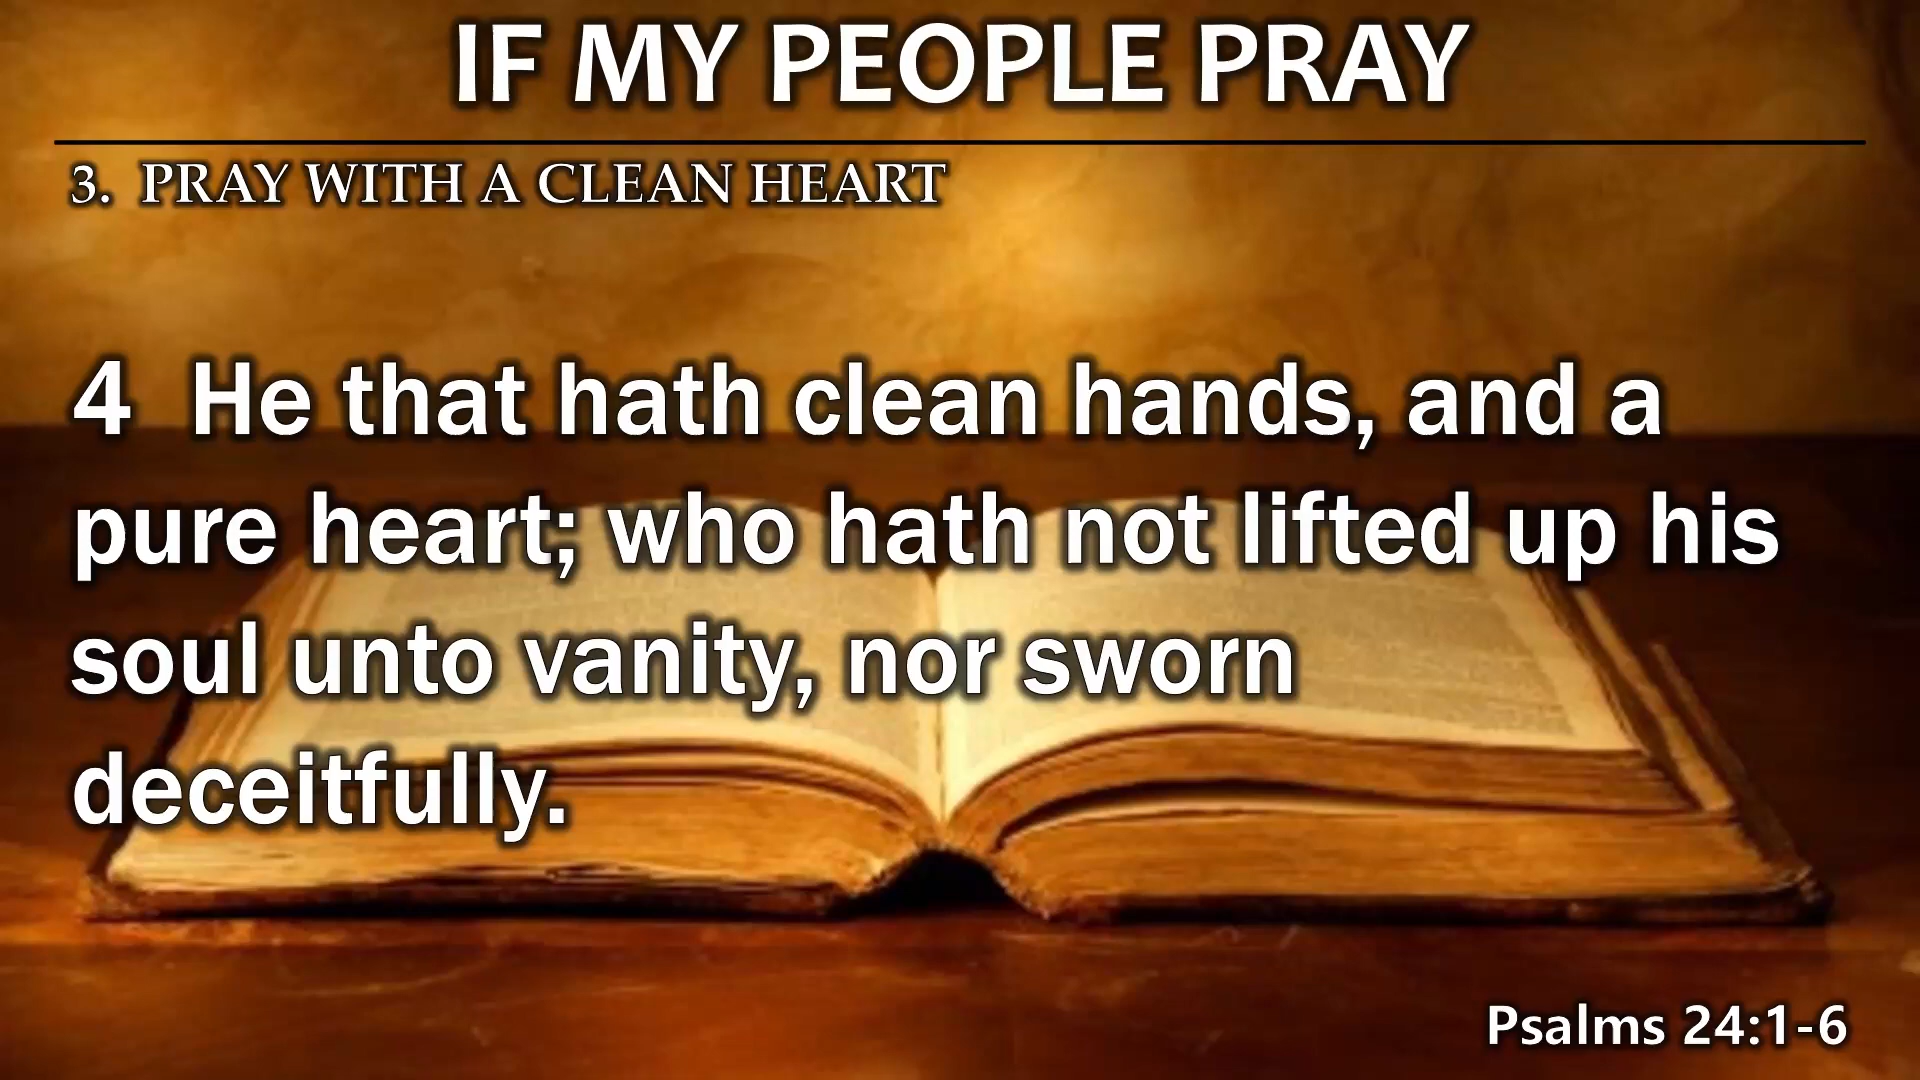 IF MY PEOPLE PRAY
3. PRAY WITH A CLEAN HEART
4 He that hath clean hands, and a
pure heart; who hath not lifted up his
soul unto vanity, nor sworn
deceitfully.
Psalms 24:1-6